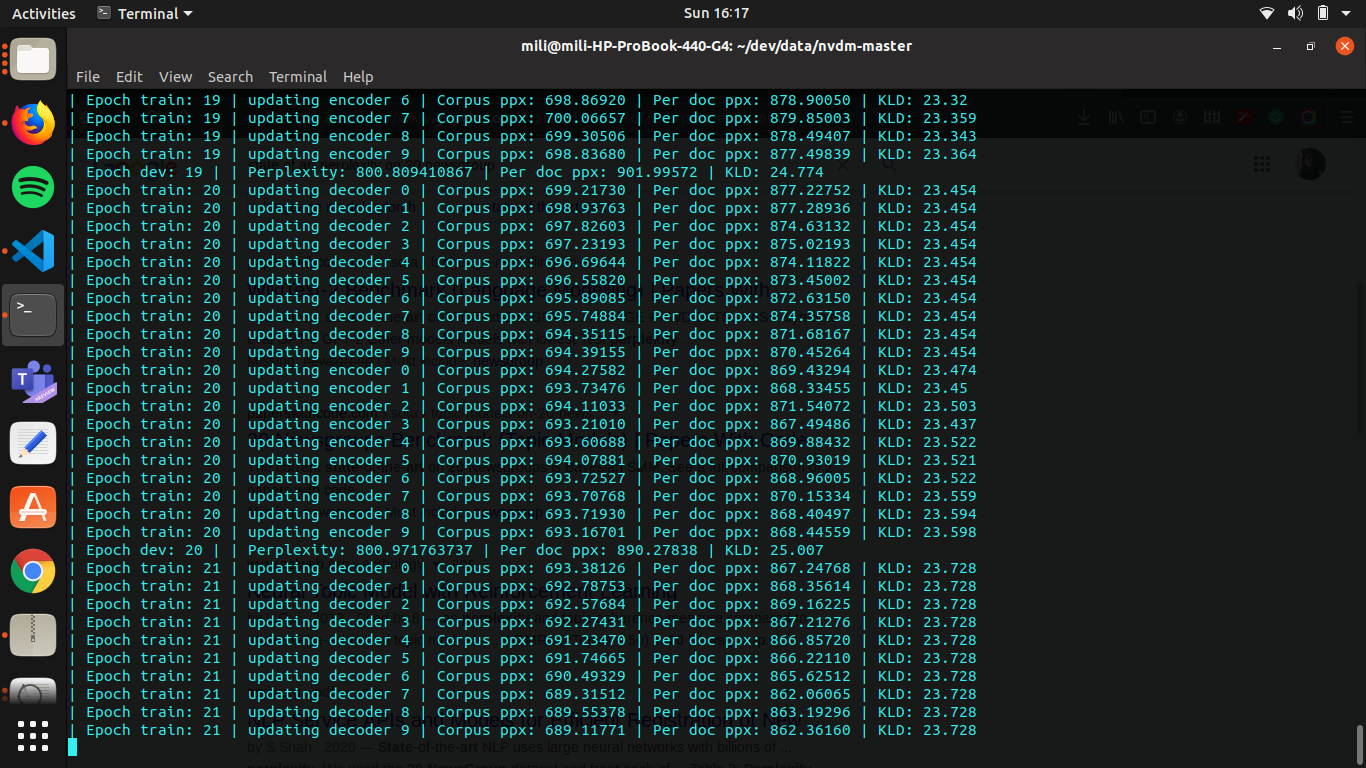 Activities
Terminal
Sun 16:17
mili@mili-HP-ProBook-440-G4: ~/dev/data/nvdm-master
File Edit View Search Terminal Help
| Epoch train: 19 | updating encoder 6 | Corpus ppx: 698.86920 | Per doc ppx: 878.90050 | KLD: 23.32
| Epoch train: 19 | updating encoder 7 | Corpus ppx: 700.06657 | Per doc ppx: 879.85003 | KLD: 23.359
| Epoch train: 19 | updating encoder 8 | Corpus ppx: 699.30506 | Per doc ppx: 878.49407 | KLD: 23.343
| Epoch train: 19 | updating encoder 9 | Corpus ppx: 698.83680 | Per doc ppx: 877.49839 | KLD: 23.364
| Epoch dev: 19 | | Perplexity: 800.809410867 | Per doc ppx: 901.99572 | KLD: 24.774
| Epoch train: 20 | updating decoder 0 | Corpus ppx: 699.21730 | Per doc ppx: 877.22752 | KLD: 23.454
| Epoch train: 20 | updating decoder 1 | Corpus ppx: 698.93763 | Per doc ppx: 877.28936 | KLD: 23.454
| Epoch train: 20 | updating decoder 2 | Corpus ppx: 697.82603 | Per doc ppx: 874.63132 | KLD: 23.454
| Epoch train: 20 | updating decoder 3 | Corpus ppx: 697.23193 | Per doc ppx: 875.02193 | KLD: 23.454
| Epoch train: 20 | updating decoder 4 | Corpus ppx: 696.69644 | Per doc ppx: 874.11822 | KLD: 23.454
| Epoch train: 20 | updating decoder 5 | Corpus ppx: 696.55820 | Per doc ppx: 873.45002 | KLD: 23.454
| Epoch train: 20 | updating decoder 6 | Corpus ppx: 695.89085 | Per doc ppx: 872.63150 | KLD: 23.454
| Epoch train: 20 | updating decoder 7 | Corpus ppx: 695.74884 | Per doc ppx: 874.35758 | KLD: 23.454
| Epoch train: 20 | updating decoder 8 | Corpus ppx: 694.35115 | Per doc ppx: 871.68167 | KLD: 23.454
| Epoch train: 20 | updating decoder 9 | Corpus ppx: 694.39155 | Per doc ppx: 870.45264 | KLD: 23.454
| Epoch train: 20 | updating encoder 0 | Corpus ppx: 694.27582 | Per doc ppx: 869.43294 | KLD: 23.474
| Epoch train: 20 | updating encoder 1 | Corpus ppx: 693.73476 | Per doc ppx: 868.33455 | KLD: 23.45
| Epoch train: 20 | updating encoder 2 | Corpus ppx: 694.11033 | Per doc ppx: 871.54072 | KLD: 23.503
| Epoch train: 20 | updating encoder 3 | Corpus ppx: 693.21010 | Per doc ppx: 867.49486 | KLD: 23.437
| Epoch train: 20 | updating encoder 4 | Corpus ppx: 693.60688 | Per doc ppx: 869.88432 | KLD: 23.522
| Epoch train: 20 | updating encoder 5 | Corpus ppx: 694.07881 | Per doc ppx: 870.93019 | KLD: 23.521
| Epoch train: 20 | updating encoder 6 | Corpus ppx: 693.72527 | Per doc ppx: 868.96005 | KLD: 23.522
| Epoch train: 20 | updating encoder 7 | Corpus ppx: 693.70768 | Per doc ppx: 870.15334 | KLD: 23.559
| Epoch train: 20 | updating encoder 8 | Corpus ppx: 693.71930 | Per doc ppx: 868.40497 | KLD: 23.594
| Epoch train: 20 | updating encoder 9 | Corpus ppx: 693.16701 | Per doc ppx: 868.44559 | KLD: 23.598
| Epoch dev: 20 | | Perplexity: 800.971763737 | Per doc ppx: 890.27838 | KLD: 25.007
| Epoch train: 21 | updating decoder 0 | Corpus ppx: 693.38126 | Per doc ppx: 867.24768 | KLD: 23.728
| Epoch train: 21 | updating decoder 1 | Corpus ppx: 692.78753 | Per doc ppx: 868.35614 | KLD: 23.728
| Epoch train: 21 | updating decoder 2 | Corpus ppx: 692.57684 | Per doc ppx: 869.16225 | KLD: 23.728
| Epoch train: 21 | updating decoder 3 | Corpus ppx: 692.27431 | Per doc ppx: 867.21276 | KLD: 23.728
| Epoch train: 21 | updating decoder 4 | Corpus ppx: 691.23470 | Per doc ppx: 866.85720 | KLD: 23.728
| Epoch train: 21 | updating decoder 5 | Corpus ppx: 691.74665 | Per doc ppx: 866.22110 | KLD: 23.728
| Epoch train: 21 | updating decoder 6 | Corpus ppx: 690.49329 | Per doc ppx: 865.62512 | KLD: 23.728
| Epoch train: 21 | updating decoder 7 | Corpus ppx: 689.31512 | Per doc ppx: 862.06065 | KLD: 23.728
| Epoch train: 21 | updating decoder 8 | Corpus ppx: 689.55378 | Per doc ppx: 863.19296 | KLD: 23.728
| Epoch train: 21 | updating decoder 9 | Corpus ppx: 689.11771 | Per doc ppx: 862.36160 | KLD: 23.728
by S Shah · 2020 — State-of-the-art NLP uses large neural networks with billions of ...